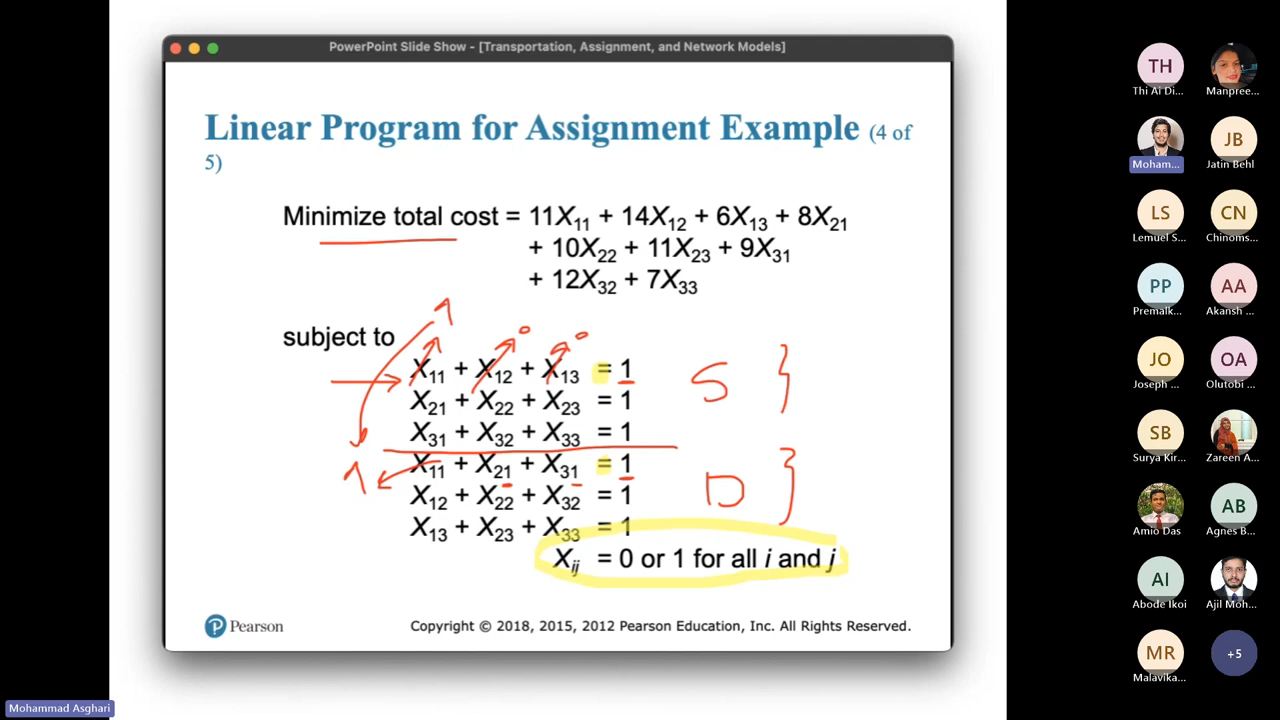 PowerPoint Slide Show - [Transportation, Assignment, and Network Models]
Linear Program for Assignment Example (4 of
5)
Minimize total cost = 11X11 + 14X12 + 6X13 + 8X21
+ 10X22 + 11X23 + 9X31
+ 12X32 + 7X33
subject to
1
0
0
X11 + X12 + X13 = 1
X21 + X22 + X23 = 1
X31 + X32 + X33 = 1
S
1
X11 + X21 + X31 = 1
X12 + X22 + X32 = 1
X13 + X23 + X33 = 1
D
Xij = 0 or 1 for all i and j
Pearson
Copyright © 2018, 2015, 2012 Pearson Education, Inc. All Rights Reserved.
TH
Thi Ai Di...
Manpree...
Moham...
JB
Jatin Behl
LS
Lemuel S...
CN
Chinoms...
PP
Premalk...
AA
Akansh ...
JO
Joseph ...
OA
Olutobi ...
SB
Surya Kir...
Zareen A...
Amio Das
AB
Agnes B...
AI
Abode Ikoi
Ajil Moh...
MR
Malavika...
+5
Mohammad Asghari